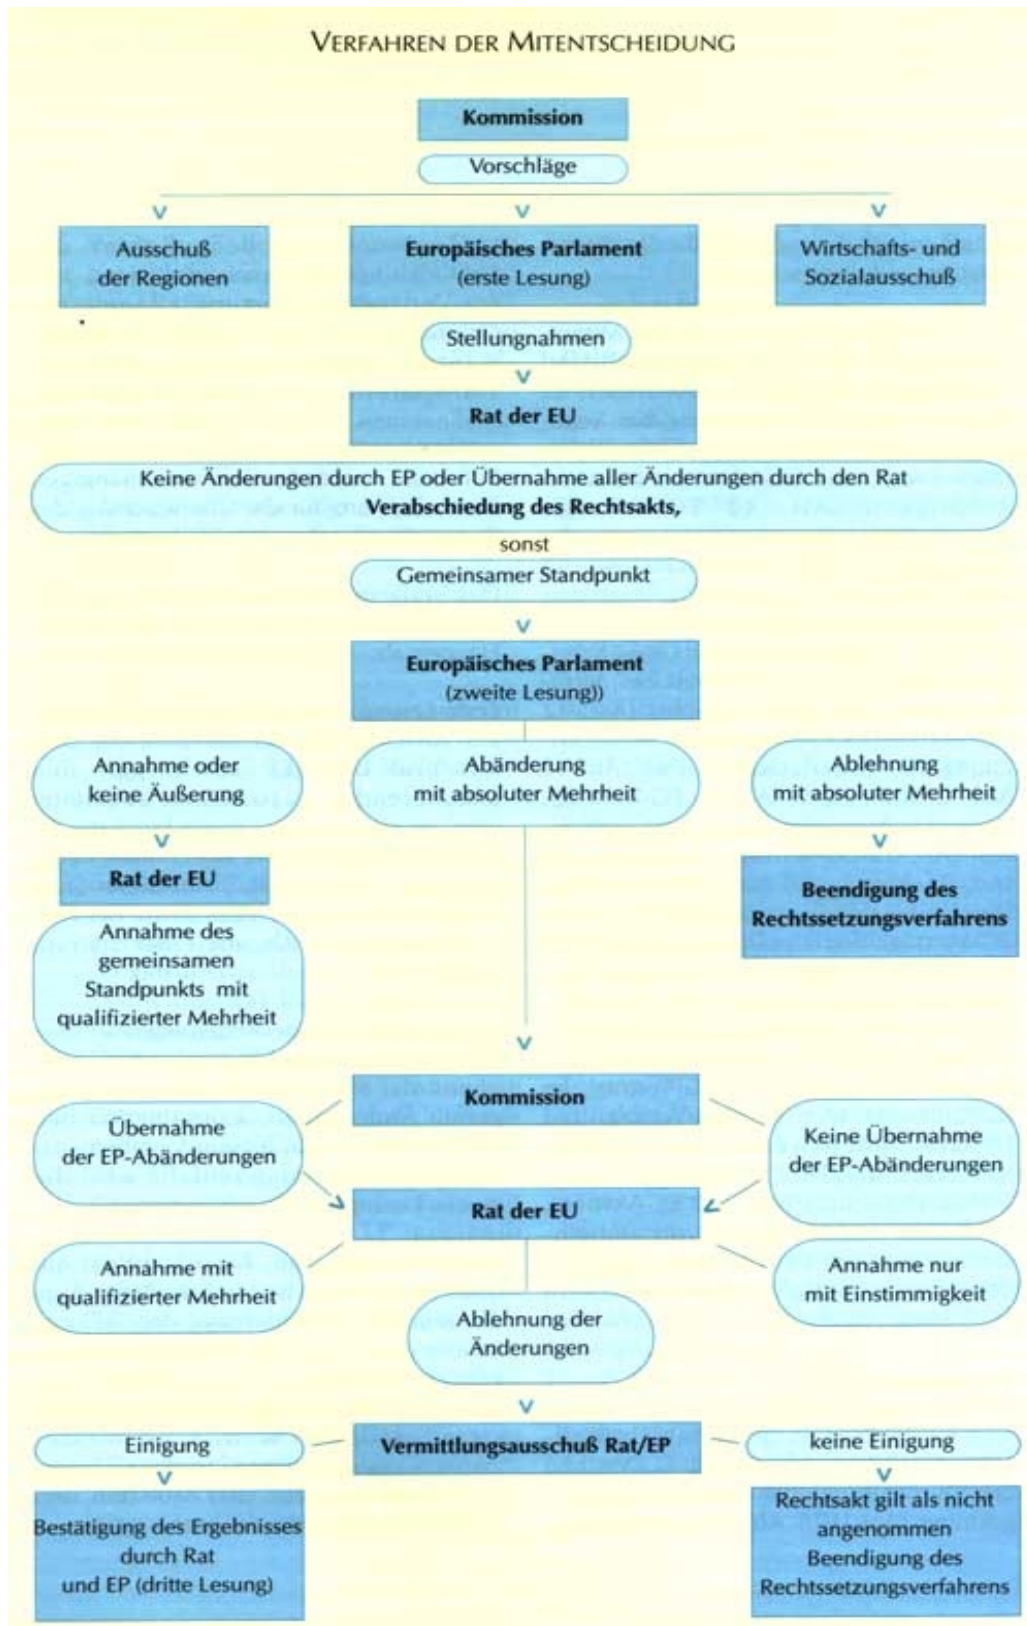 VERFAHREN DER MITENTSCHEIDUNG
Kommission
Vorschläge
Ausschuß
der Regionen
Europäisches Parlament
(erste Lesung)
Wirtschafts- und
Sozialausschuß
Stellungnahmen
Rat der EU
Keine Änderungen durch EP oder Übernahme aller Änderungen durch den Rat
Verabschiedung des Rechtsakts,
sonst
Gemeinsamer Standpunkt
Europäisches Parlament
(zweite Lesung))
Annahme oder
keine Äußerung
Abänderung
mit absoluter Mehrheit
Ablehnung
mit absoluter Mehrheit
Rat der EU
Beendigung des
Rechtssetzungsverfahrens
Annahme des
gemeinsamen
Standpunkts mit
qualifizierter Mehrheit
Kommission
Übernahme
der EP-Abänderungen
Keine Übernahme
der EP-Abänderungen
Rat der EU
Annahme mit
qualifizierter Mehrheit
Annahme nur
mit Einstimmigkeit
Ablehnung der
Änderungen
Einigung
Vermittlungsausschuß Rat/EP
keine Einigung
Bestätigung des Ergebnisses
durch Rat
und EP (dritte Lesung)
Rechtsakt gilt als nicht
angenommen
Beendigung des
Rechtssetzungsverfahrens